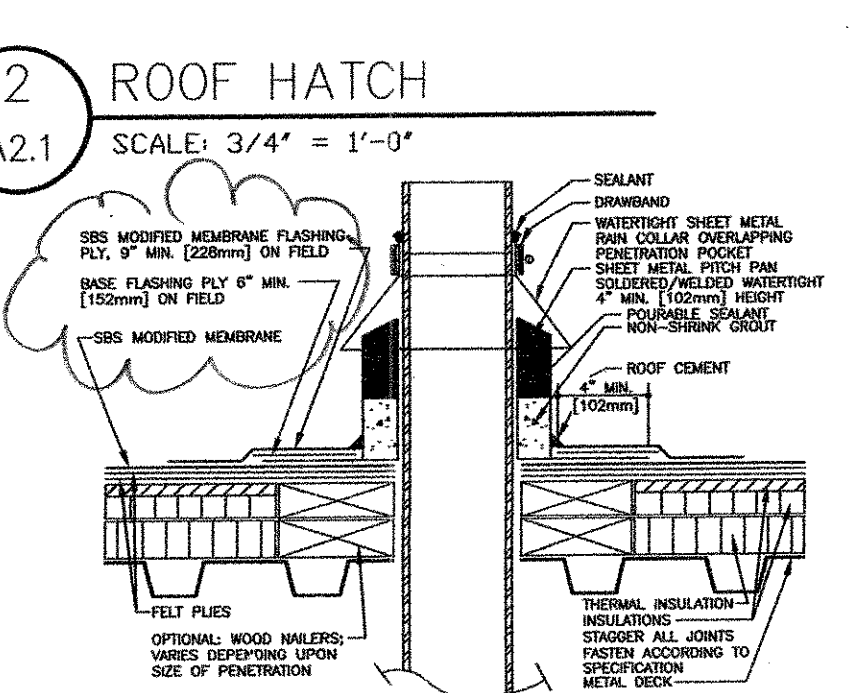 2
A2.1
ROOF HATCH
SCALE: 3/4" = 1'-0"
SBS MODIFIED MEMBRANE FLASHING
PLY, 9" MIN. [228mm] ON FIELD
BASE FLASHING PLY 6" MIN.
[152mm] ON FIELD
SBS MODIFIED MEMBRANE
SEALANT
DRAWBAND
WATERTIGHT SHEET METAL
RAIN COLLAR OVERLAPPING
PENETRATION POCKET
SHEET METAL PITCH PAN
SOLDERED/WELDED WATERTIGHT
4" MIN. [102mm] HEIGHT
POURABLE SEALANT
NON-SHRINK GROUT
ROOF CEMENT
4" MIN.
[102mm]
FELT PLIES
OPTIONAL: WOOD NAILERS;
VARIES DEPENDING UPON
SIZE OF PENETRATION
THERMAL INSULATION
INSULATIONS
STAGGER ALL JOINTS
FASTEN ACCORDING TO
SPECIFICATION
METAL DECK